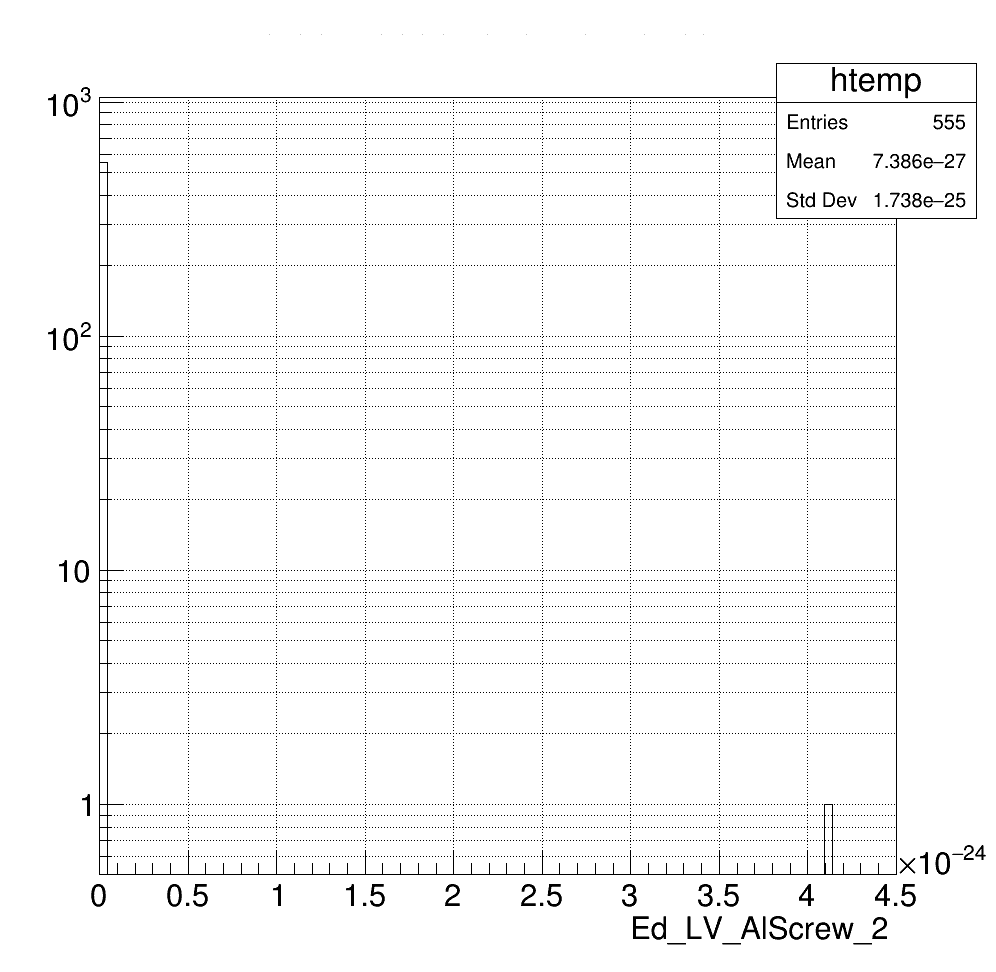 htemp
Entries 555
Mean 7.386e−27
Std Dev 1.738e−25
10³
10²
10
1
0 0.5 1 1.5 2 2.5 3 3.5 4 4.5
×10⁻²⁴
Ed_LV_AlScrew_2